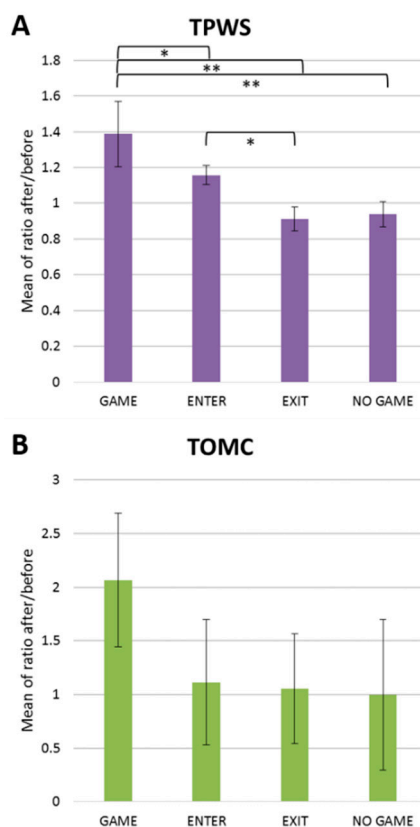 A
TPWS
Mean of ratio after/before
1.8
1.6
1.4
1.2
1
0.8
0.6
0.4
0.2
0
*
**
**
*
GAME ENTER EXIT NO GAME
B
TOMC
Mean of ratio after/before
3
2.5
2
1.5
1
0.5
0
GAME ENTER EXIT NO GAME